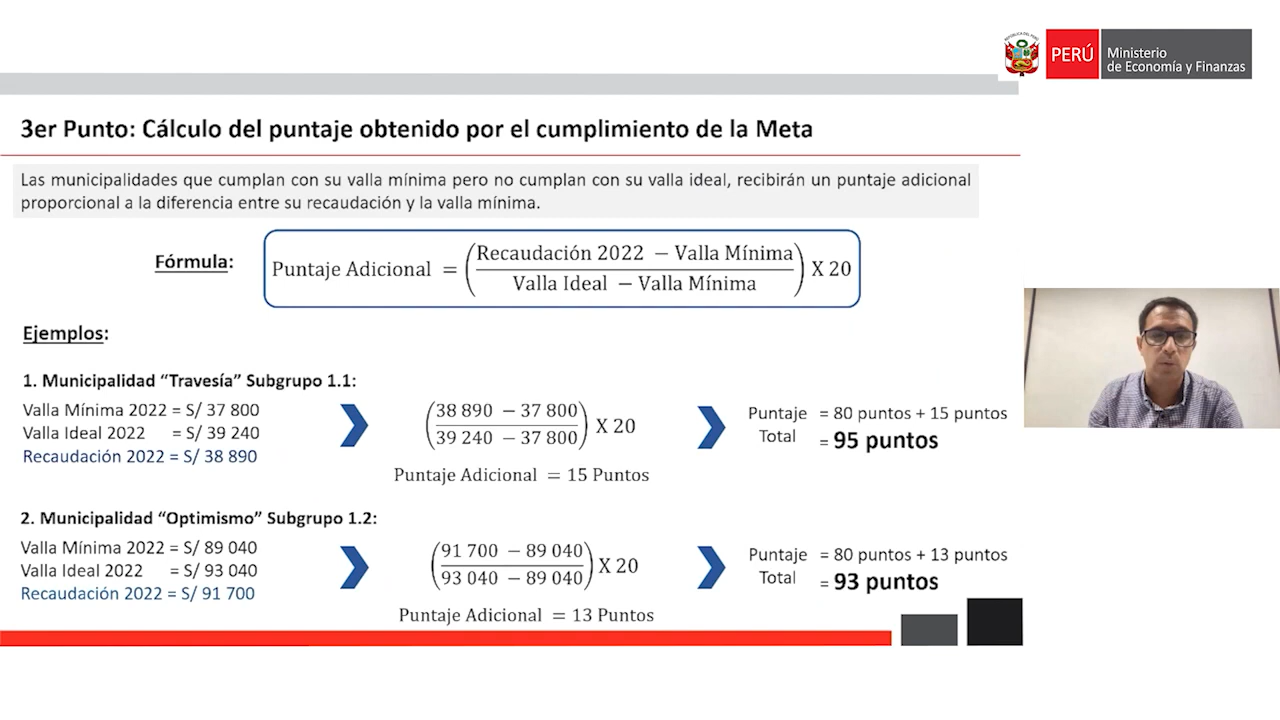 REPÚBLICA DEL PERÚ
PERÚ
Ministerio
de Economía y Finanzas
3er Punto: Cálculo del puntaje obtenido por el cumplimiento de la Meta
Las municipalidades que cumplan con su valla mínima pero no cumplan con su valla ideal, recibirán un puntaje adicional
proporcional a la diferencia entre su recaudación y la valla mínima.
Fórmula:
Puntaje Adicional = (Recaudación 2022 − Valla Mínima / Valla Ideal − Valla Mínima) X 20
Ejemplos:
1. Municipalidad “Travesía” Subgrupo 1.1:
Valla Mínima 2022 = S/ 37 800
Valla Ideal 2022 = S/ 39 240
Recaudación 2022 = S/ 38 890
(38 890 − 37 800 / 39 240 − 37 800) X 20
Puntaje Adicional = 15 Puntos
Puntaje Total = 80 puntos + 15 puntos
= 95 puntos
2. Municipalidad “Optimismo” Subgrupo 1.2:
Valla Mínima 2022 = S/ 89 040
Valla Ideal 2022 = S/ 93 040
Recaudación 2022 = S/ 91 700
(91 700 − 89 040 / 93 040 − 89 040) X 20
Puntaje Adicional = 13 Puntos
Puntaje Total = 80 puntos + 13 puntos
= 93 puntos